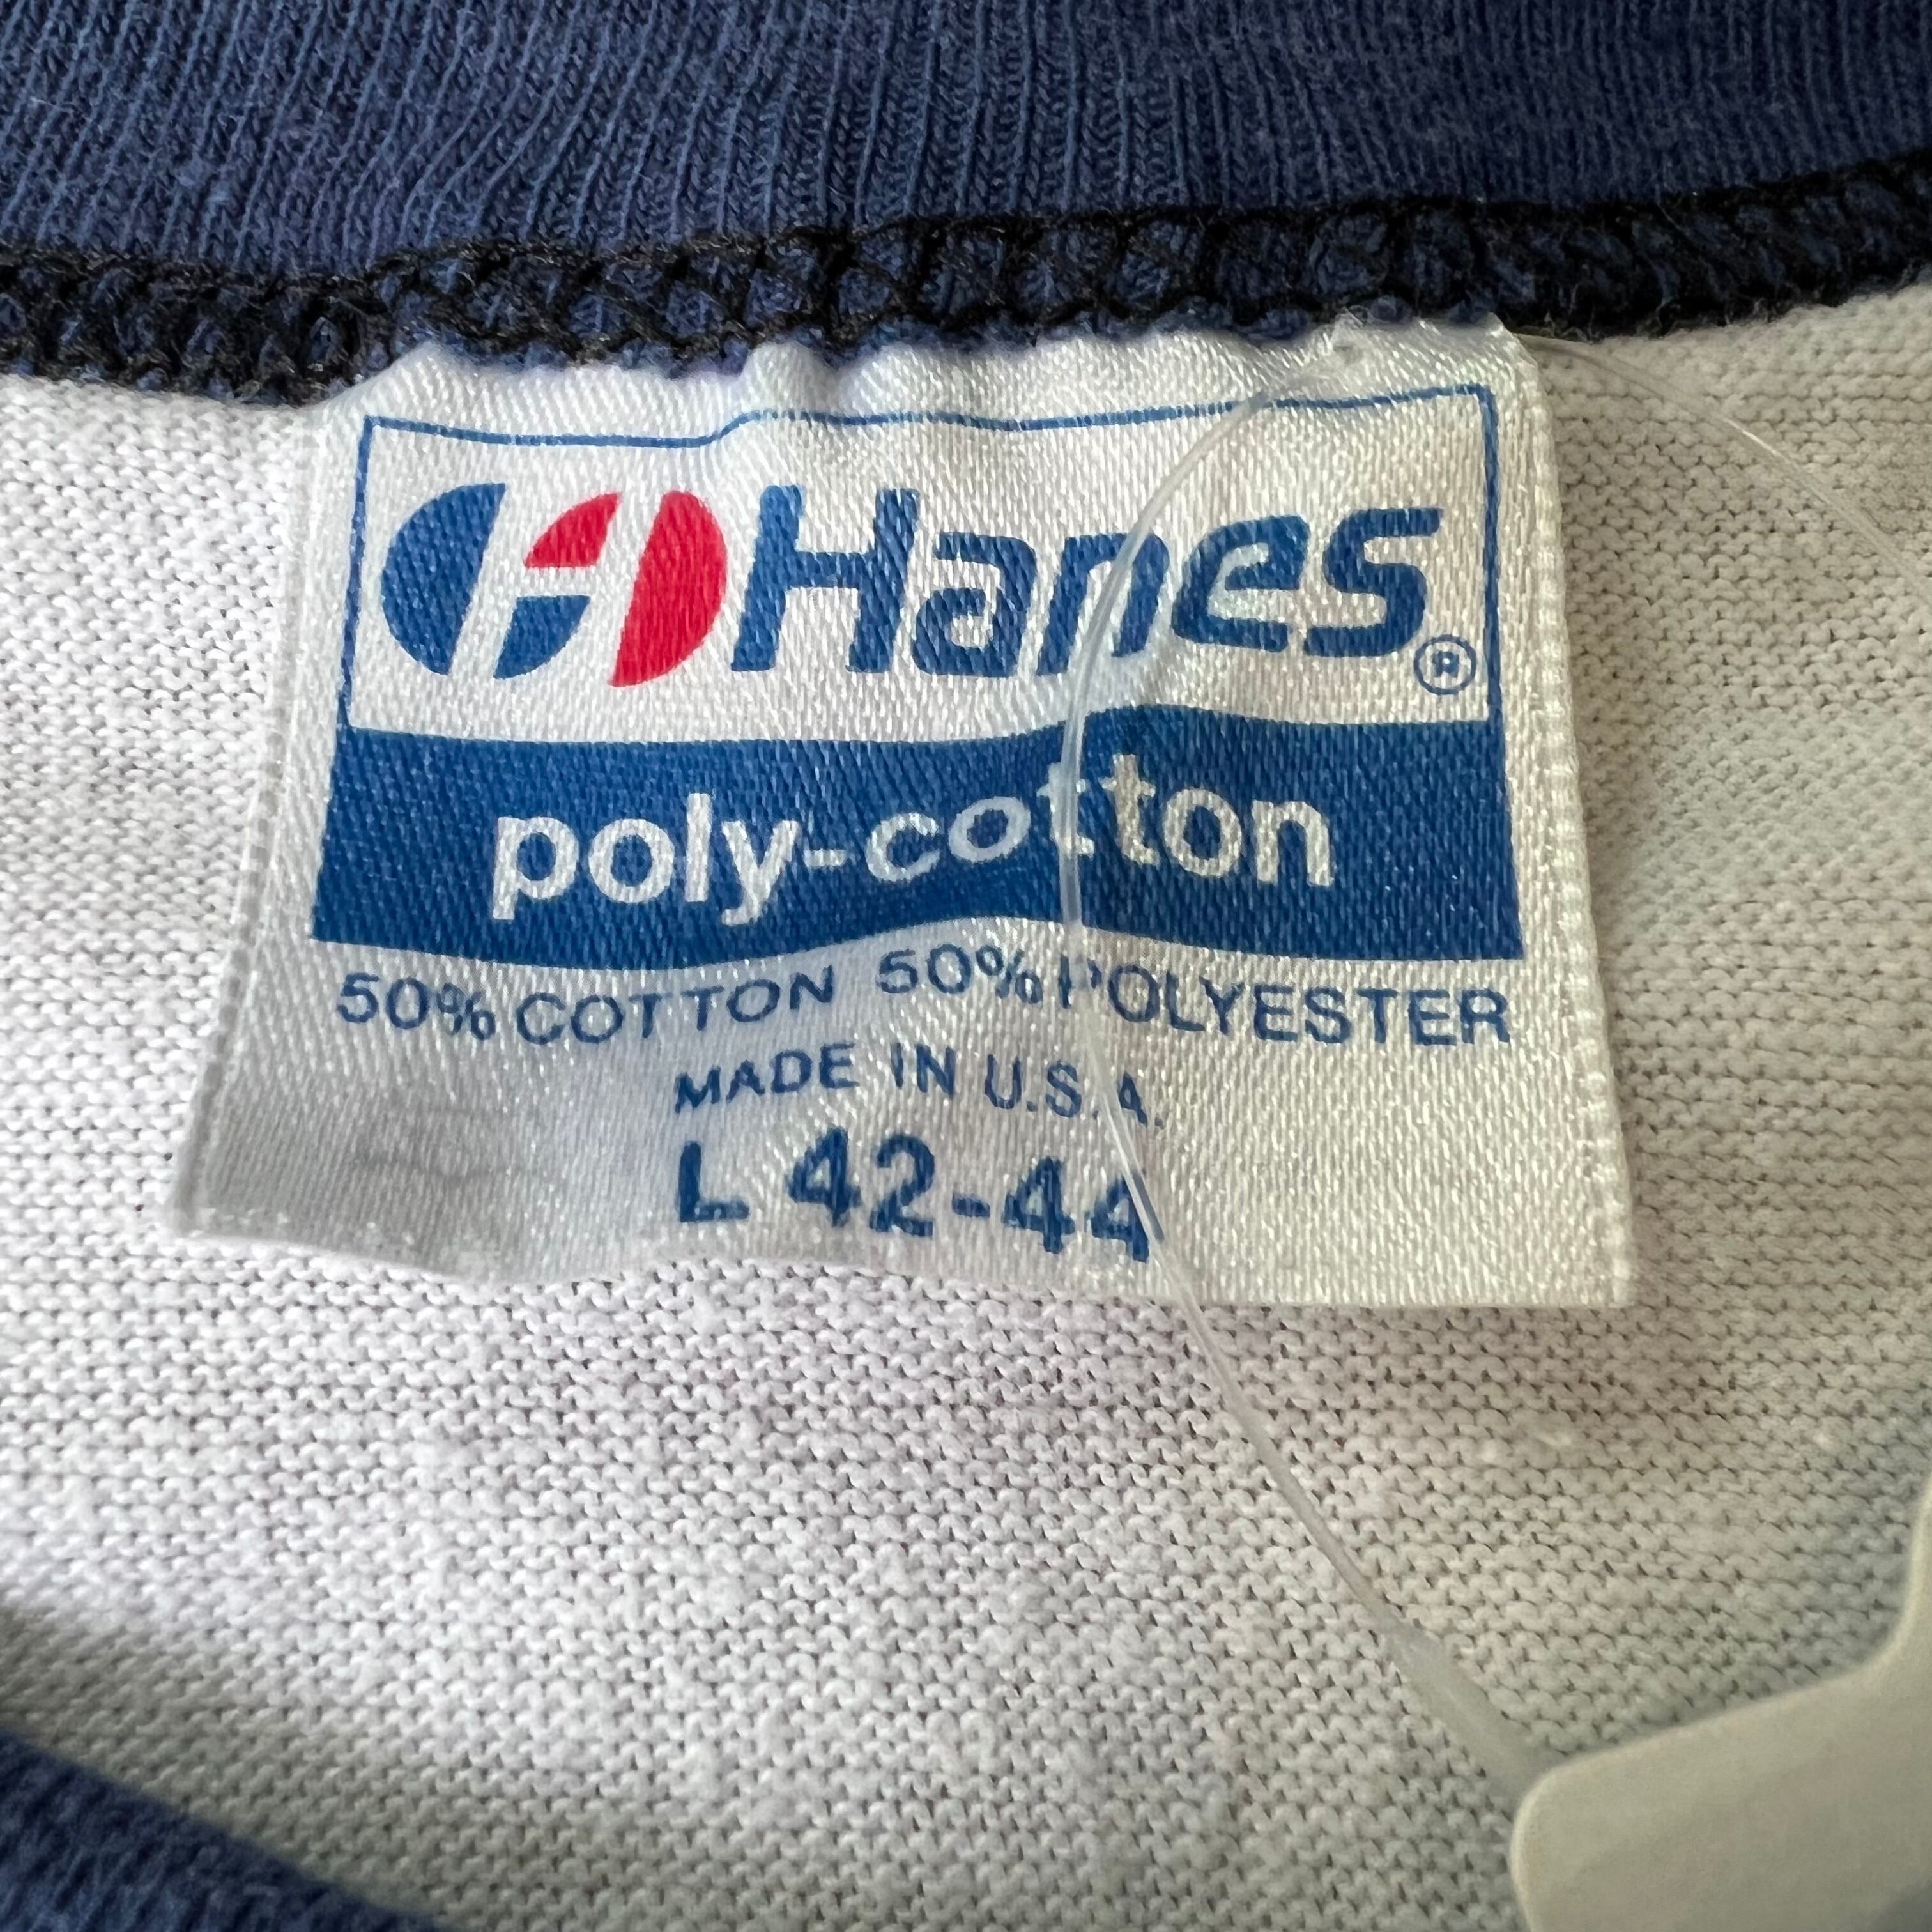 Hanes®
poly-cotton
50% COTTON 50% POLYESTER
MADE IN U.S.A.
L 42-44